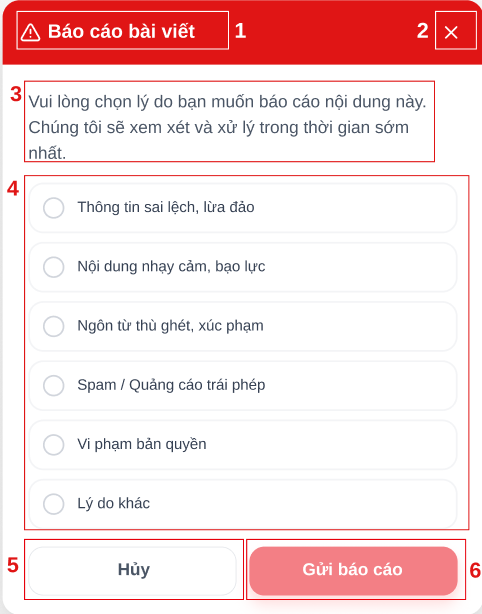 Báo cáo bài viết 1 2
3 Vui lòng chọn lý do bạn muốn báo cáo nội dung này.
Chúng tôi sẽ xem xét và xử lý trong thời gian sớm
nhất.
4
Thông tin sai lệch, lừa đảo
Nội dung nhạy cảm, bạo lực
Ngôn từ thù ghét, xúc phạm
Spam / Quảng cáo trái phép
Vi phạm bản quyền
Lý do khác
5 Hủy Gửi báo cáo 6